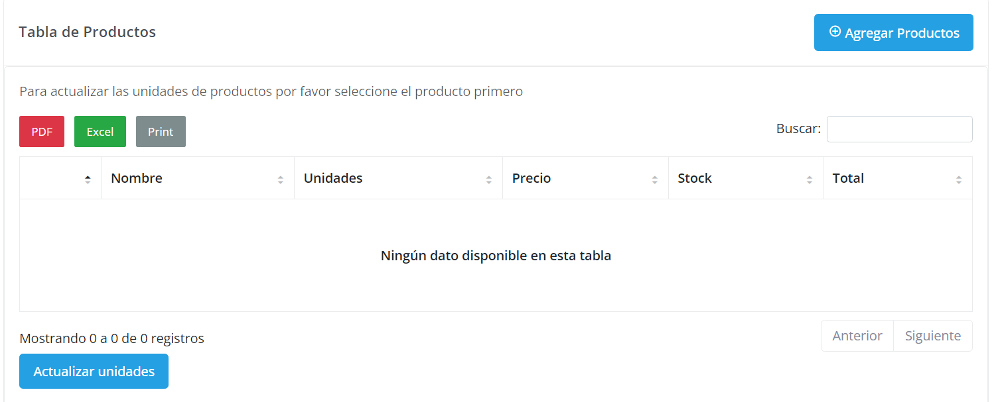 Tabla de Productos
Agregar Productos
Para actualizar las unidades de productos por favor seleccione el producto primero
PDF Excel Print Buscar:
Nombre Unidades Precio Stock Total
Ningún dato disponible en esta tabla
Mostrando 0 a 0 de 0 registros
Anterior Siguiente
Actualizar unidades